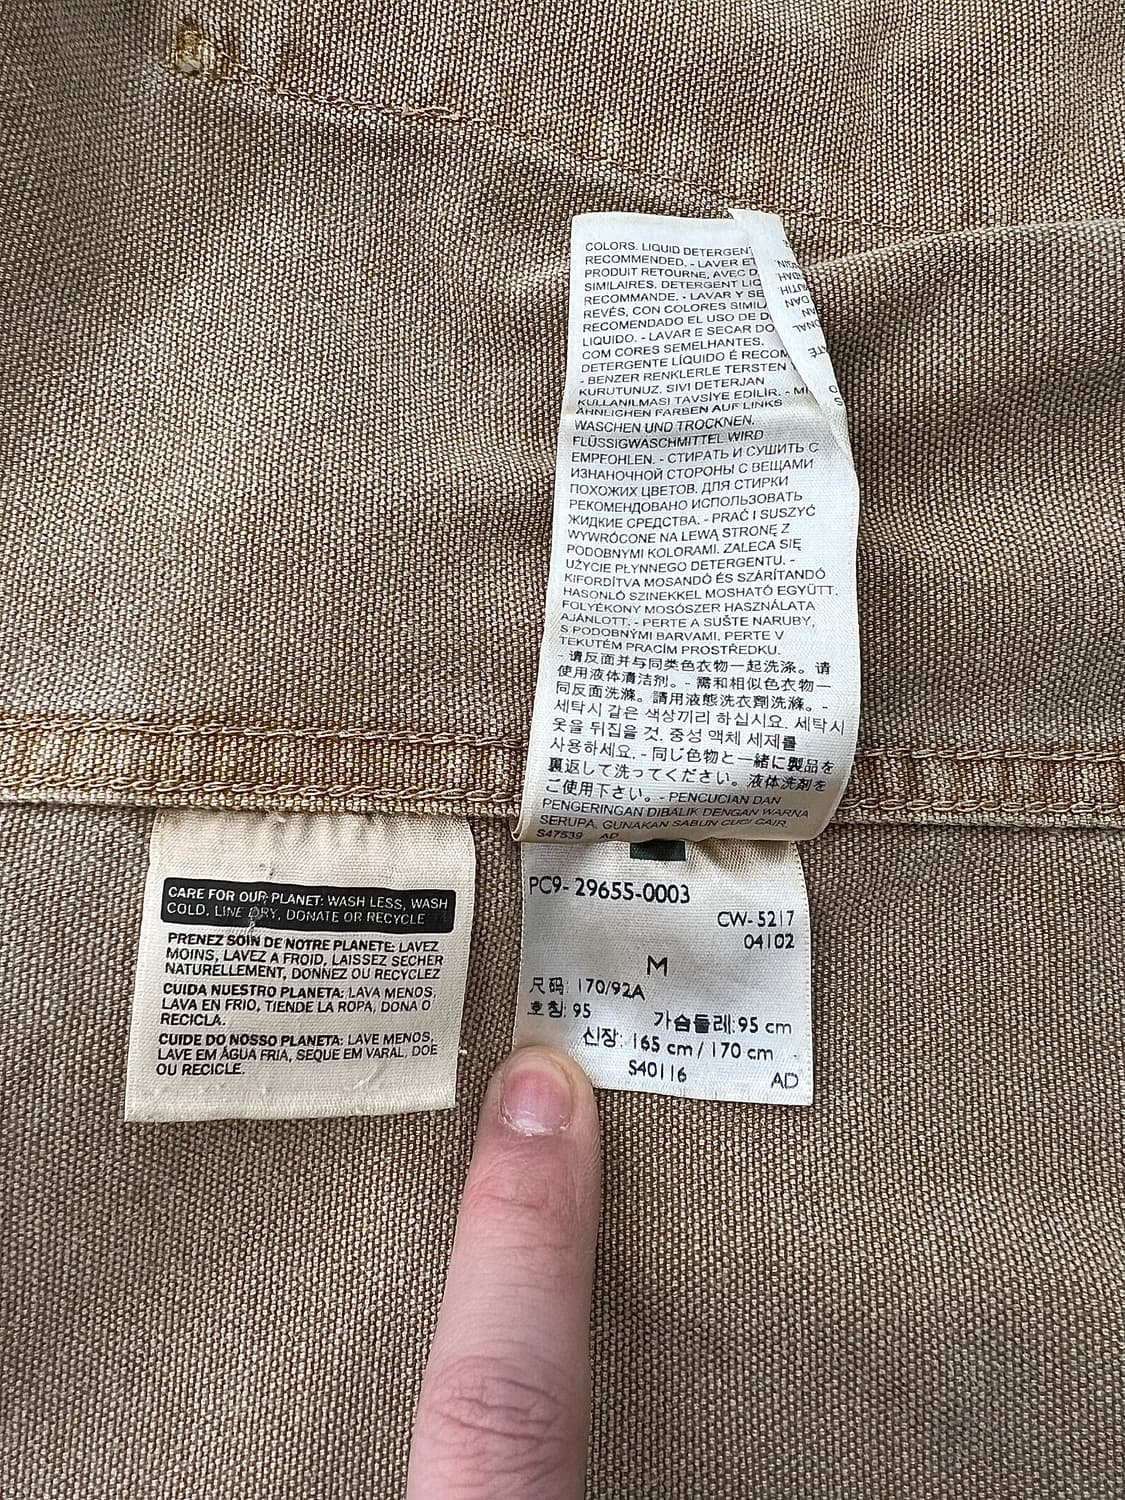 COLORS. LIQUID DETERGEN
RECOMMENDED. - LAVER ET
PRODUIT RETOURNE, AVEC D
SIMILAIRES. DETERGENT LIQ
RECOMMANDE. - LAVAR Y SE
REVÉS, CON COLORES SIMIL
RECOMENDADO EL USO DE D
LIQUIDO. - LAVAR E SECAR DO
COM CORES SEMELHANTES.
DETERGENTE LÍQUIDO É RECOM
- BENZER RENKLERLE TERSTEN
KURUTUNUZ. SIVI DETERJAN
KULLANILMASI TAVSİYE EDİLİR. - MI
ÄHNLICHEN FARBEN AUF LINKS
WASCHEN UND TROCKNEN.
FLÜSSIGWASCHMITTEL WIRD
EMPFOHLEN. - СТИРАТЬ И СУШИТЬ С
ИЗНАНОЧНОЙ СТОРОНЫ С ВЕЩАМИ
ПОХОЖИХ ЦВЕТОВ. ДЛЯ СТИРКИ
РЕКОМЕНДОВАНО ИСПОЛЬЗОВАТЬ
ЖИДКИЕ СРЕДСТВА. - PRAĆ I SUSZYĆ
WYWRÓCONE NA LEWĄ STRONĘ Z
PODOBNYMI KOLORAMI. ZALECA SIĘ
UŻYCIE PŁYNNEGO DETERGENTU. -
KIFORDÍTVA MOSANDÓ ÉS SZÁRÍTANDÓ
HASONLÓ SZINEKKEL MOSHATÓ EGYÜTT.
FOLYÉKONY MOSÓSZER HASZNÁLATA
AJÁNLOTT. - PERTE A SUŠTE NARUBY,
S PODOBNÝMI BARVAMI. PERTE V
TEKUTÉM PRACÍM PROSTŘEDKU.
- 请反面并与同类色衣物一起洗涤。请
使用液体清洁剂。- 需和相似色衣物一
同反面洗滌。請用液態洗衣劑洗滌。-
세탁시 같은 색상끼리 하십시요. 세탁시
옷을 뒤집을 것. 중성 액체 세제를
사용하세요. - 同じ色物と一緒に製品を
裏返して洗ってください。液体洗剤を
ご使用下さい。- PENCUCIAN DAN
PENGERINGAN DIBALIK DENGAN WARNA
SERUPA, GUNAKAN SABUN CUCI CAIR.
S47539 AD
CARE FOR OUR PLANET: WASH LESS, WASH
COLD, LINE DRY, DONATE OR RECYCLE
PRENEZ SOIN DE NOTRE PLANETE: LAVEZ
MOINS, LAVEZ A FROID, LAISSEZ SECHER
NATURELLEMENT, DONNEZ OU RECYCLEZ
CUIDA NUESTRO PLANETA: LAVA MENOS,
LAVA EN FRIO, TIENDE LA ROPA, DONA O
RECICLA.
CUIDE DO NOSSO PLANETA: LAVE MENOS,
LAVE EM ÁGUA FRIA, SEQUE EM VARAL, DOE
OU RECICLE.
PC9- 29655-0003
CW- 5217
04102
M
尺码: 170/92A
호칭: 95
가슴둘레: 95 cm
신장: 165 cm / 170 cm
S40116 AD